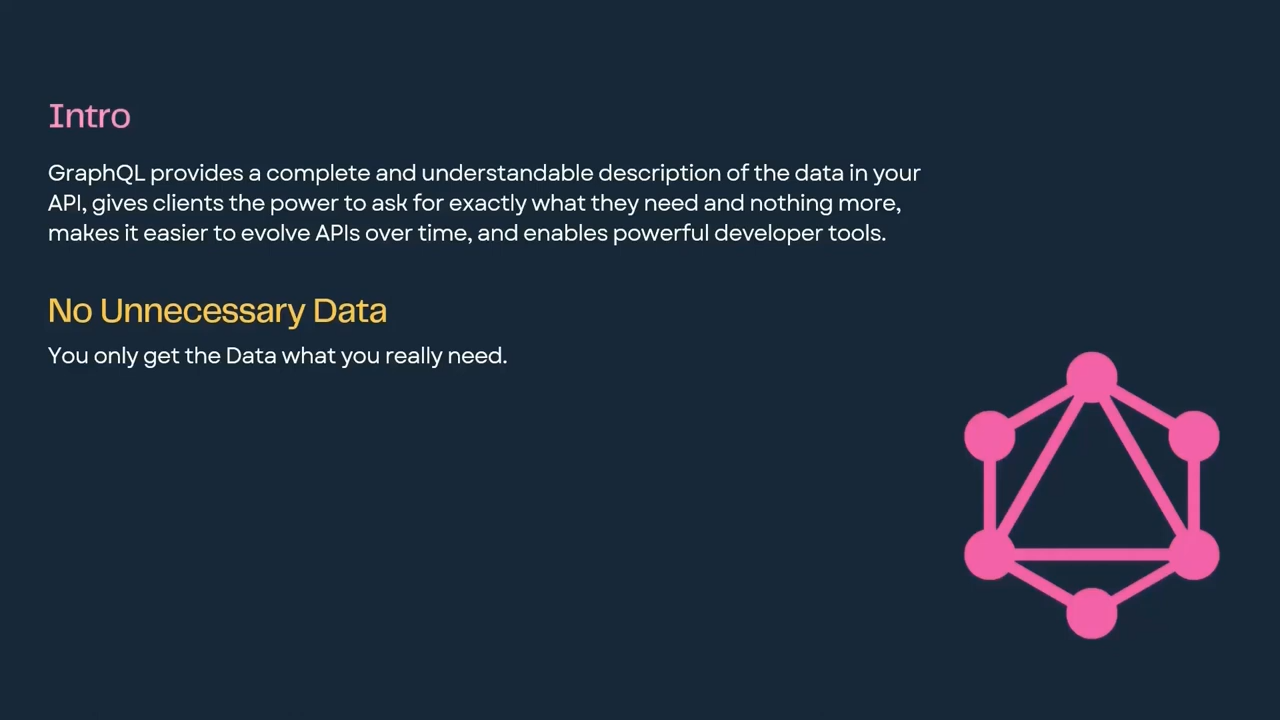 Intro
GraphQL provides a complete and understandable description of the data in your
API, gives clients the power to ask for exactly what they need and nothing more,
makes it easier to evolve APIs over time, and enables powerful developer tools.
No Unnecessary Data
You only get the Data what you really need.